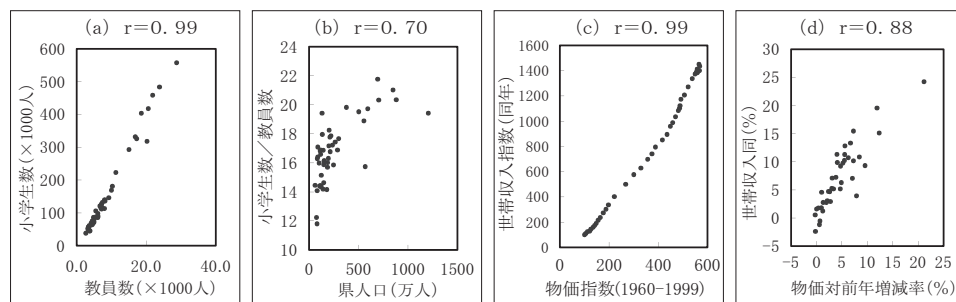 (a) r=0.99
600
500
400
300
200
100
0
0.0 20.0 40.0
小学生数(×1000人)
教員数(×1000人)
(b) r=0.70
24
22
20
18
16
14
12
10
0 500 1000 1500
小学生数／教員数
県人口(万人)
(c) r=0.99
1600
1400
1200
1000
800
600
400
200
0
0 200 400 600
世帯収入指数(同年)
物価指数(1960-1999)
(d) r=0.88
30
25
20
15
10
5
0
−5
-5 0 5 10 15 20 25
世帯収入同(%)
物価対前年増減率(%)